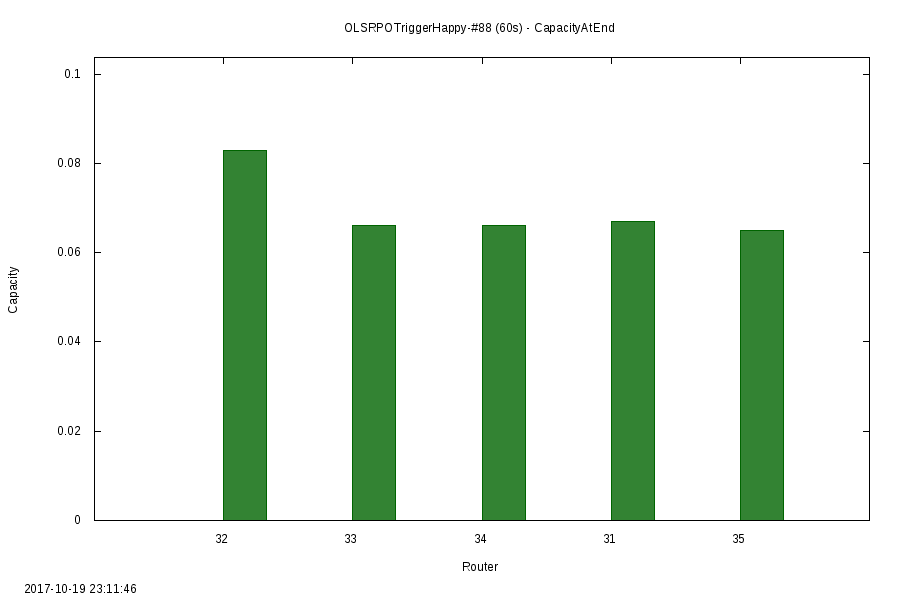 OLSRPOTriggerHappy-#88 (60s) - CapacityAtEnd
0.1
0.08
0.06
0.04
0.02
0
Capacity
32 33 34 31 35
Router
2017-10-19 23:11:46